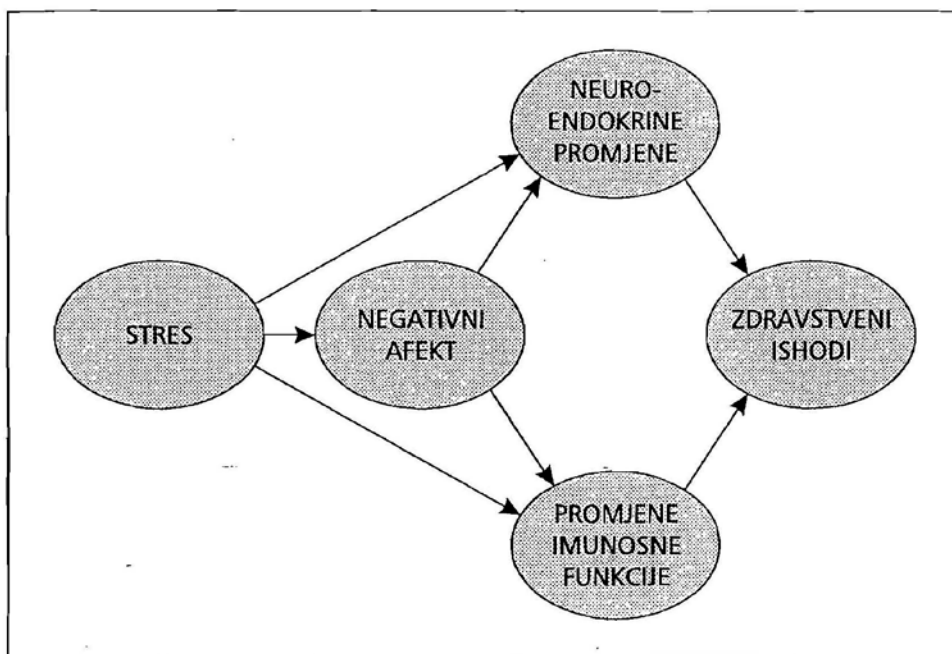 NEURO-
ENDOKRINE
PROMJENE
STRES
NEGATIVNI
AFEKT
ZDRAVSTVENI
ISHODI
PROMJENE
IMUNOSNE
FUNKCIJE